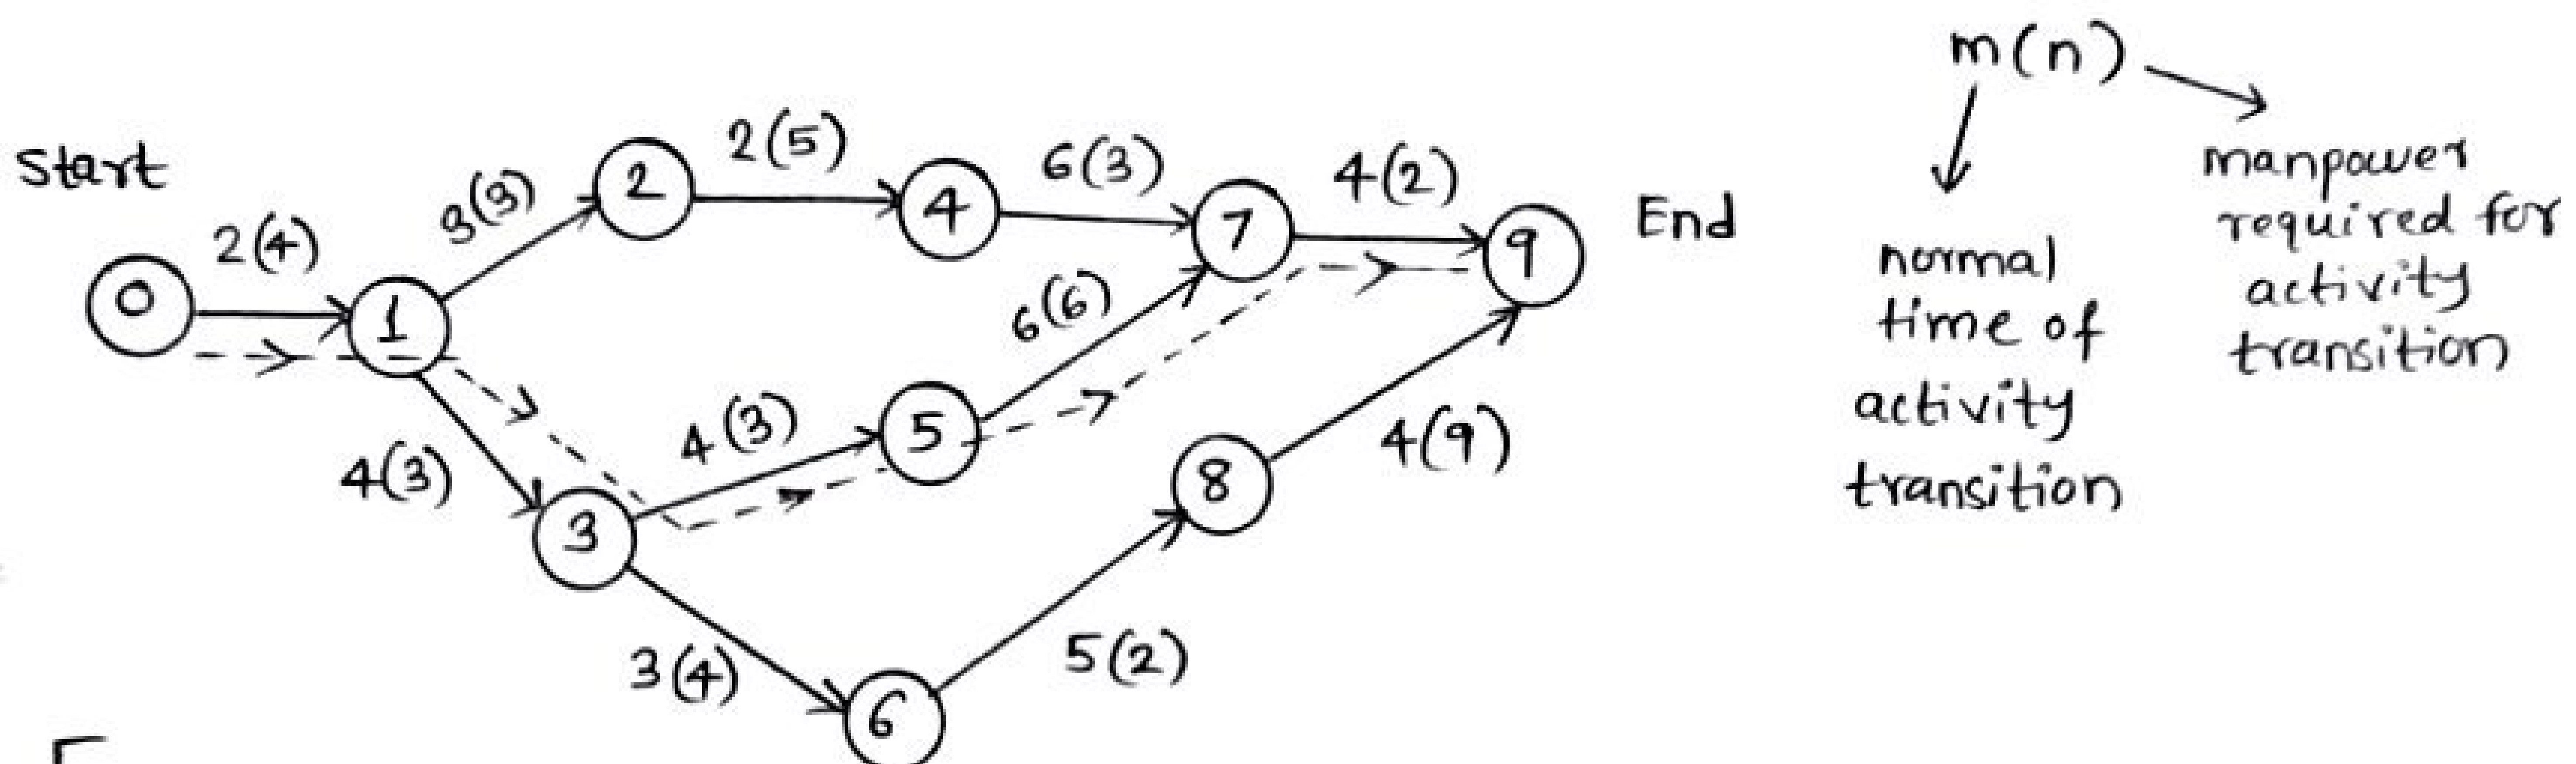 Start
End
0
1
2
3
4
5
6
7
8
9
2(4)
3(3)
2(5)
6(3)
4(2)
4(3)
4(3)
6(6)
3(4)
5(2)
4(9)
m(n)
normal
time of
activity
transition
manpower
required for
activity
transition